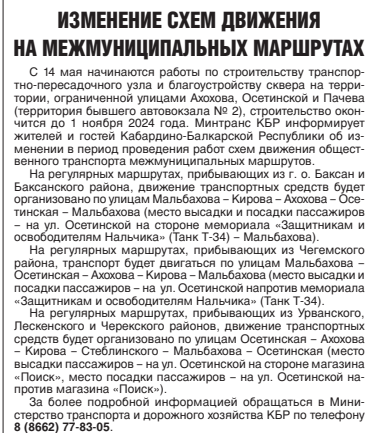 ИЗМЕНЕНИЕ СХЕМ ДВИЖЕНИЯ
НА МЕЖМУНИЦИПАЛЬНЫХ МАРШРУТАХ
С 14 мая начинаются работы по строительству транспор-
тно-пересадочного узла и благоустройству сквера на терри-
тории, ограниченной улицами Ахохова, Осетинской и Пачева
(территория бывшего автовокзала № 2), строительство окон-
чится до 1 ноября 2024 года. Минтранс КБР информирует
жителей и гостей Кабардино-Балкарской Республики об из-
менении в период проведения работ схем движения общест-
венного транспорта межмуниципальных маршрутов.
На регулярных маршрутах, прибывающих из г. о. Баксан и
Баксанского района, движение транспортных средств будет
организовано по улицам Мальбахова – Кирова – Ахохова – Осе-
тинская – Мальбахова (место высадки и посадки пассажиров
– на ул. Осетинской на стороне мемориала «Защитникам и
освободителям Нальчика» (Танк Т-34) – Мальбахова).
На регулярных маршрутах, прибывающих из Чегемского
района, транспорт будет двигаться по улицам Мальбахова –
Осетинская – Ахохова – Кирова – Мальбахова (место высадки и
посадки пассажиров – на ул. Осетинской напротив мемориала
«Защитникам и освободителям Нальчика» (Танк Т-34).
На регулярных маршрутах, прибывающих из Урванского,
Лескенского и Черекского районов, движение транспортных
средств будет организовано по улицам Осетинская – Ахохова
– Кирова – Стеблинского – Мальбахова – Осетинская (место
высадки пассажиров – на ул. Осетинской на стороне магазина
«Поиск», место посадки пассажиров – на ул. Осетинской на-
против магазина «Поиск»).
За более подробной информацией обращаться в Мини-
стерство транспорта и дорожного хозяйства КБР по телефону
8 (8662) 77-83-05.